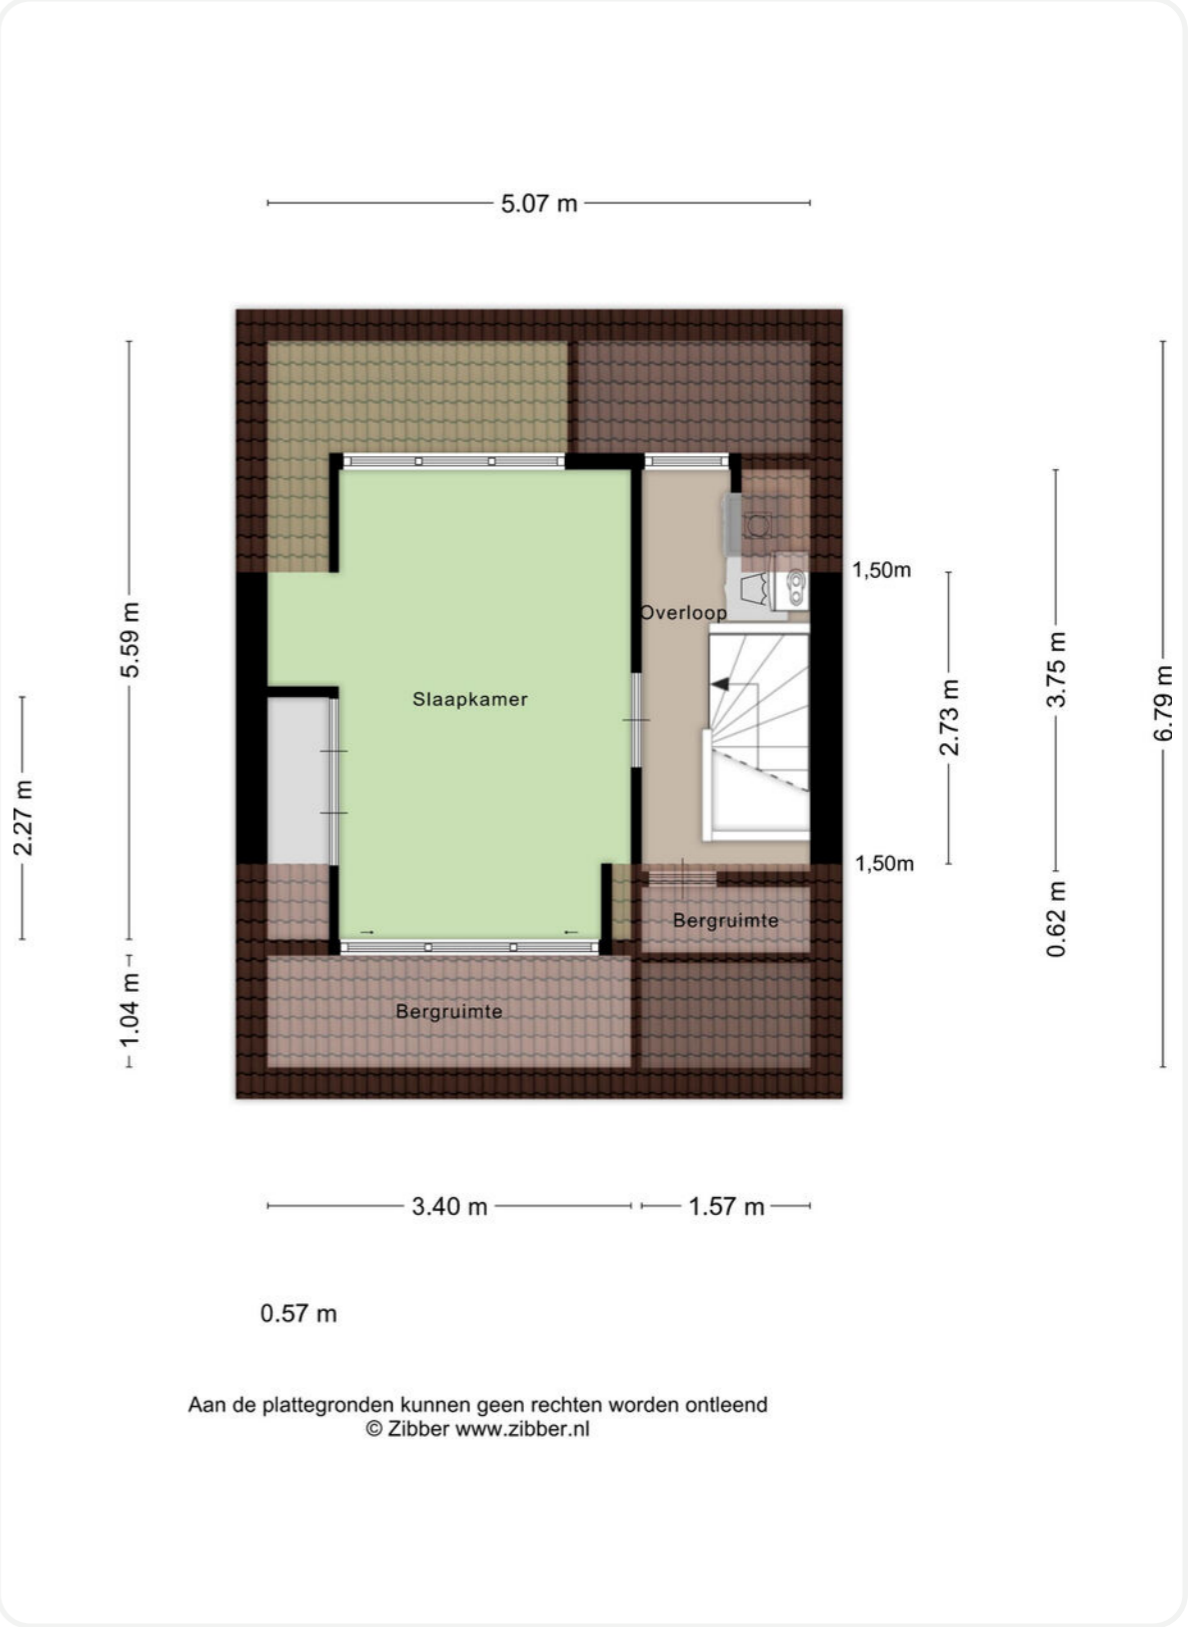 5.07 m
1,50m
Overloop
5.59 m
3.75 m
Slaapkamer
6.79 m
2.73 m
2.27 m
1,50m
Bergruimte
0.62 m
1.04 m
Bergruimte
3.40 m
1.57 m
0.57 m
Aan de plattegronden kunnen geen rechten worden ontleend
© Zibber www.zibber.nl